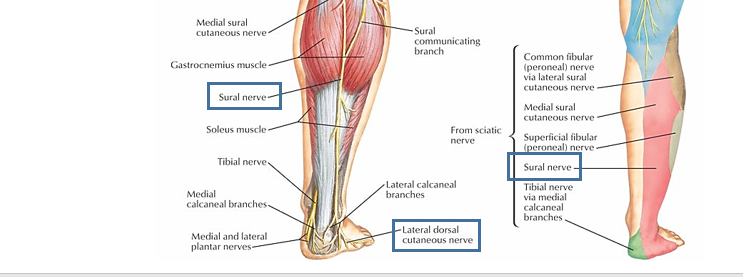 Medial sural
cutaneous nerve
Gastrocnemius muscle
Sural nerve
Soleus muscle
Tibial nerve
Medial
calcaneal branches
Medial and lateral
plantar nerves
Sural
communicating
branch
Lateral calcaneal
branches
Lateral dorsal
cutaneous nerve
From sciatic
nerve
Common fibular
(peroneal) nerve
via lateral sural
cutaneous nerve
Medial sural
cutaneous nerve
Superficial fibular
(peroneal) nerve
Sural nerve
Tibial nerve
via medial
calcaneal
branches